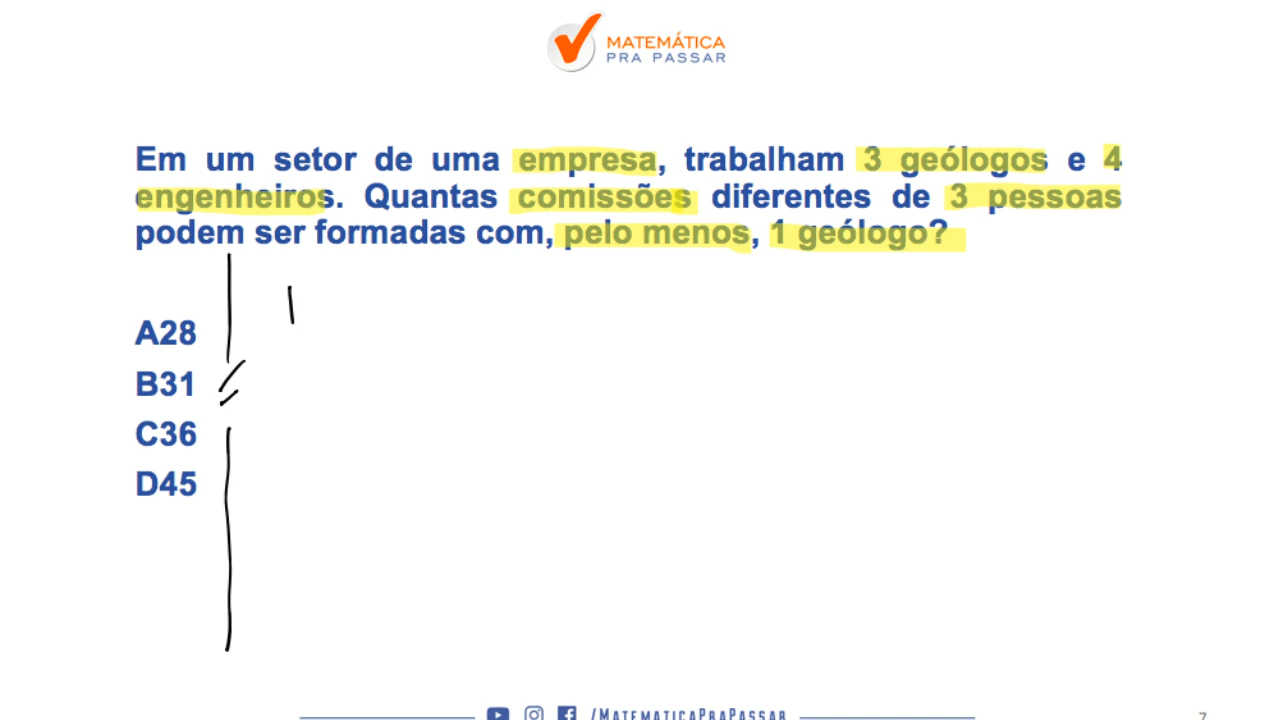 MATEMÁTICA
PRA PASSAR
Em um setor de uma empresa, trabalham 3 geólogos e 4
engenheiros. Quantas comissões diferentes de 3 pessoas
podem ser formadas com, pelo menos, 1 geólogo?
A28
B31
C36
D45
/MATEMATICAPRAPASSAR
7